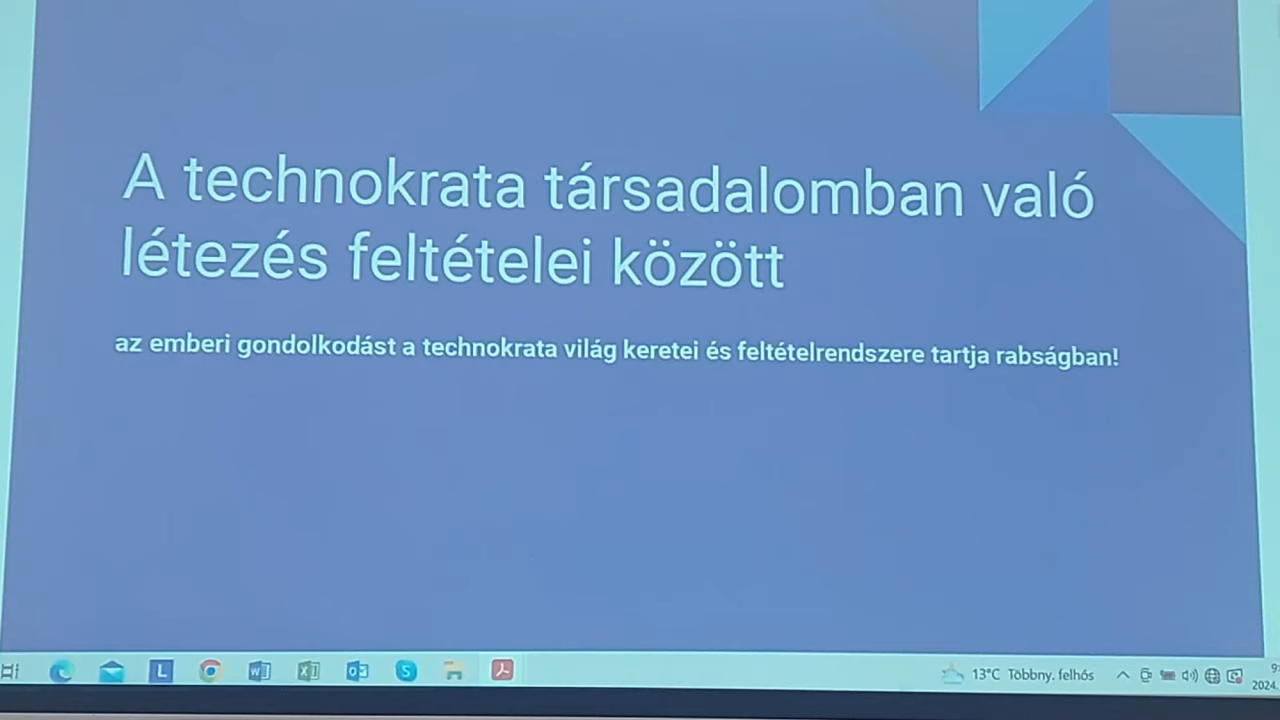 A technokrata társadalomban való
létezés feltételei között
az emberi gondolkodást a technokrata világ keretei és feltételrendszere tartja rabságban!
13°C Többny. felhős
2024.